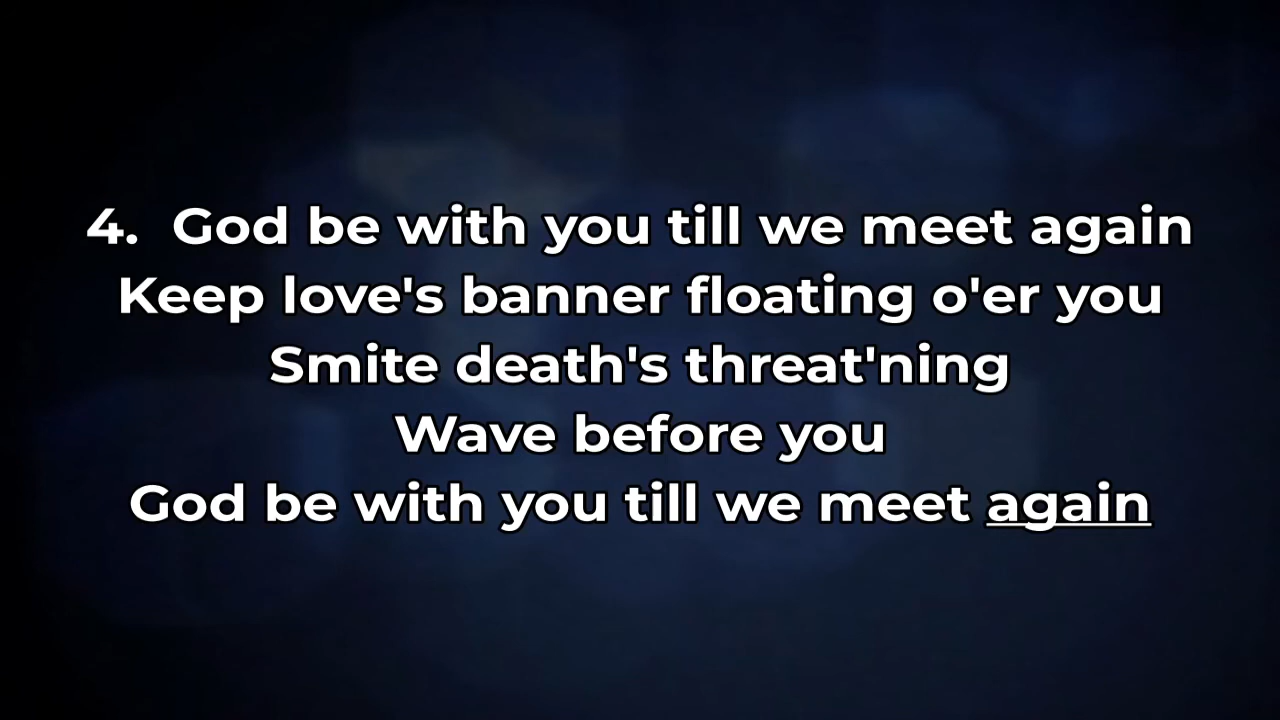 4. God be with you till we meet again
Keep love's banner floating o'er you
Smite death's threat'ning
Wave before you
God be with you till we meet again